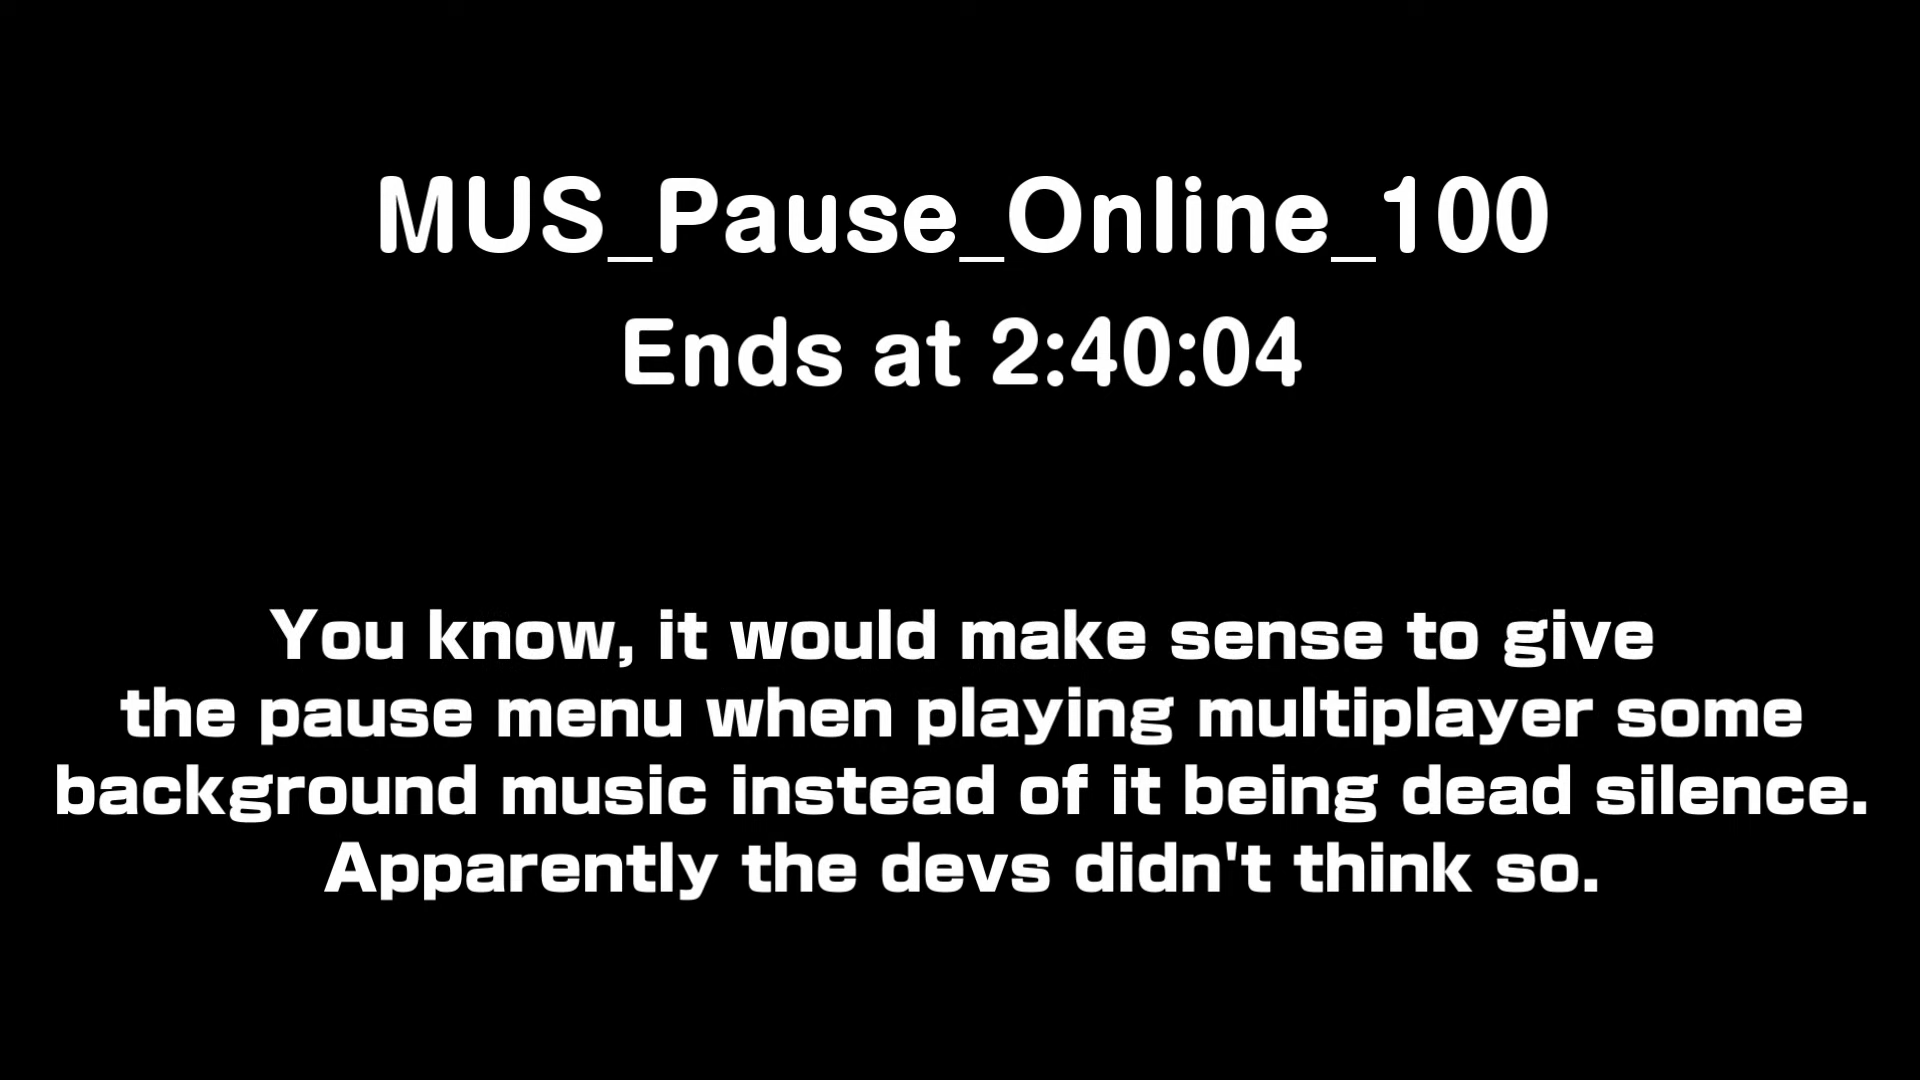 MUS_Pause_Online_100
Ends at 2:40:04
You know, it would make sense to give
the pause menu when playing multiplayer some
background music instead of it being dead silence.
Apparently the devs didn't think so.